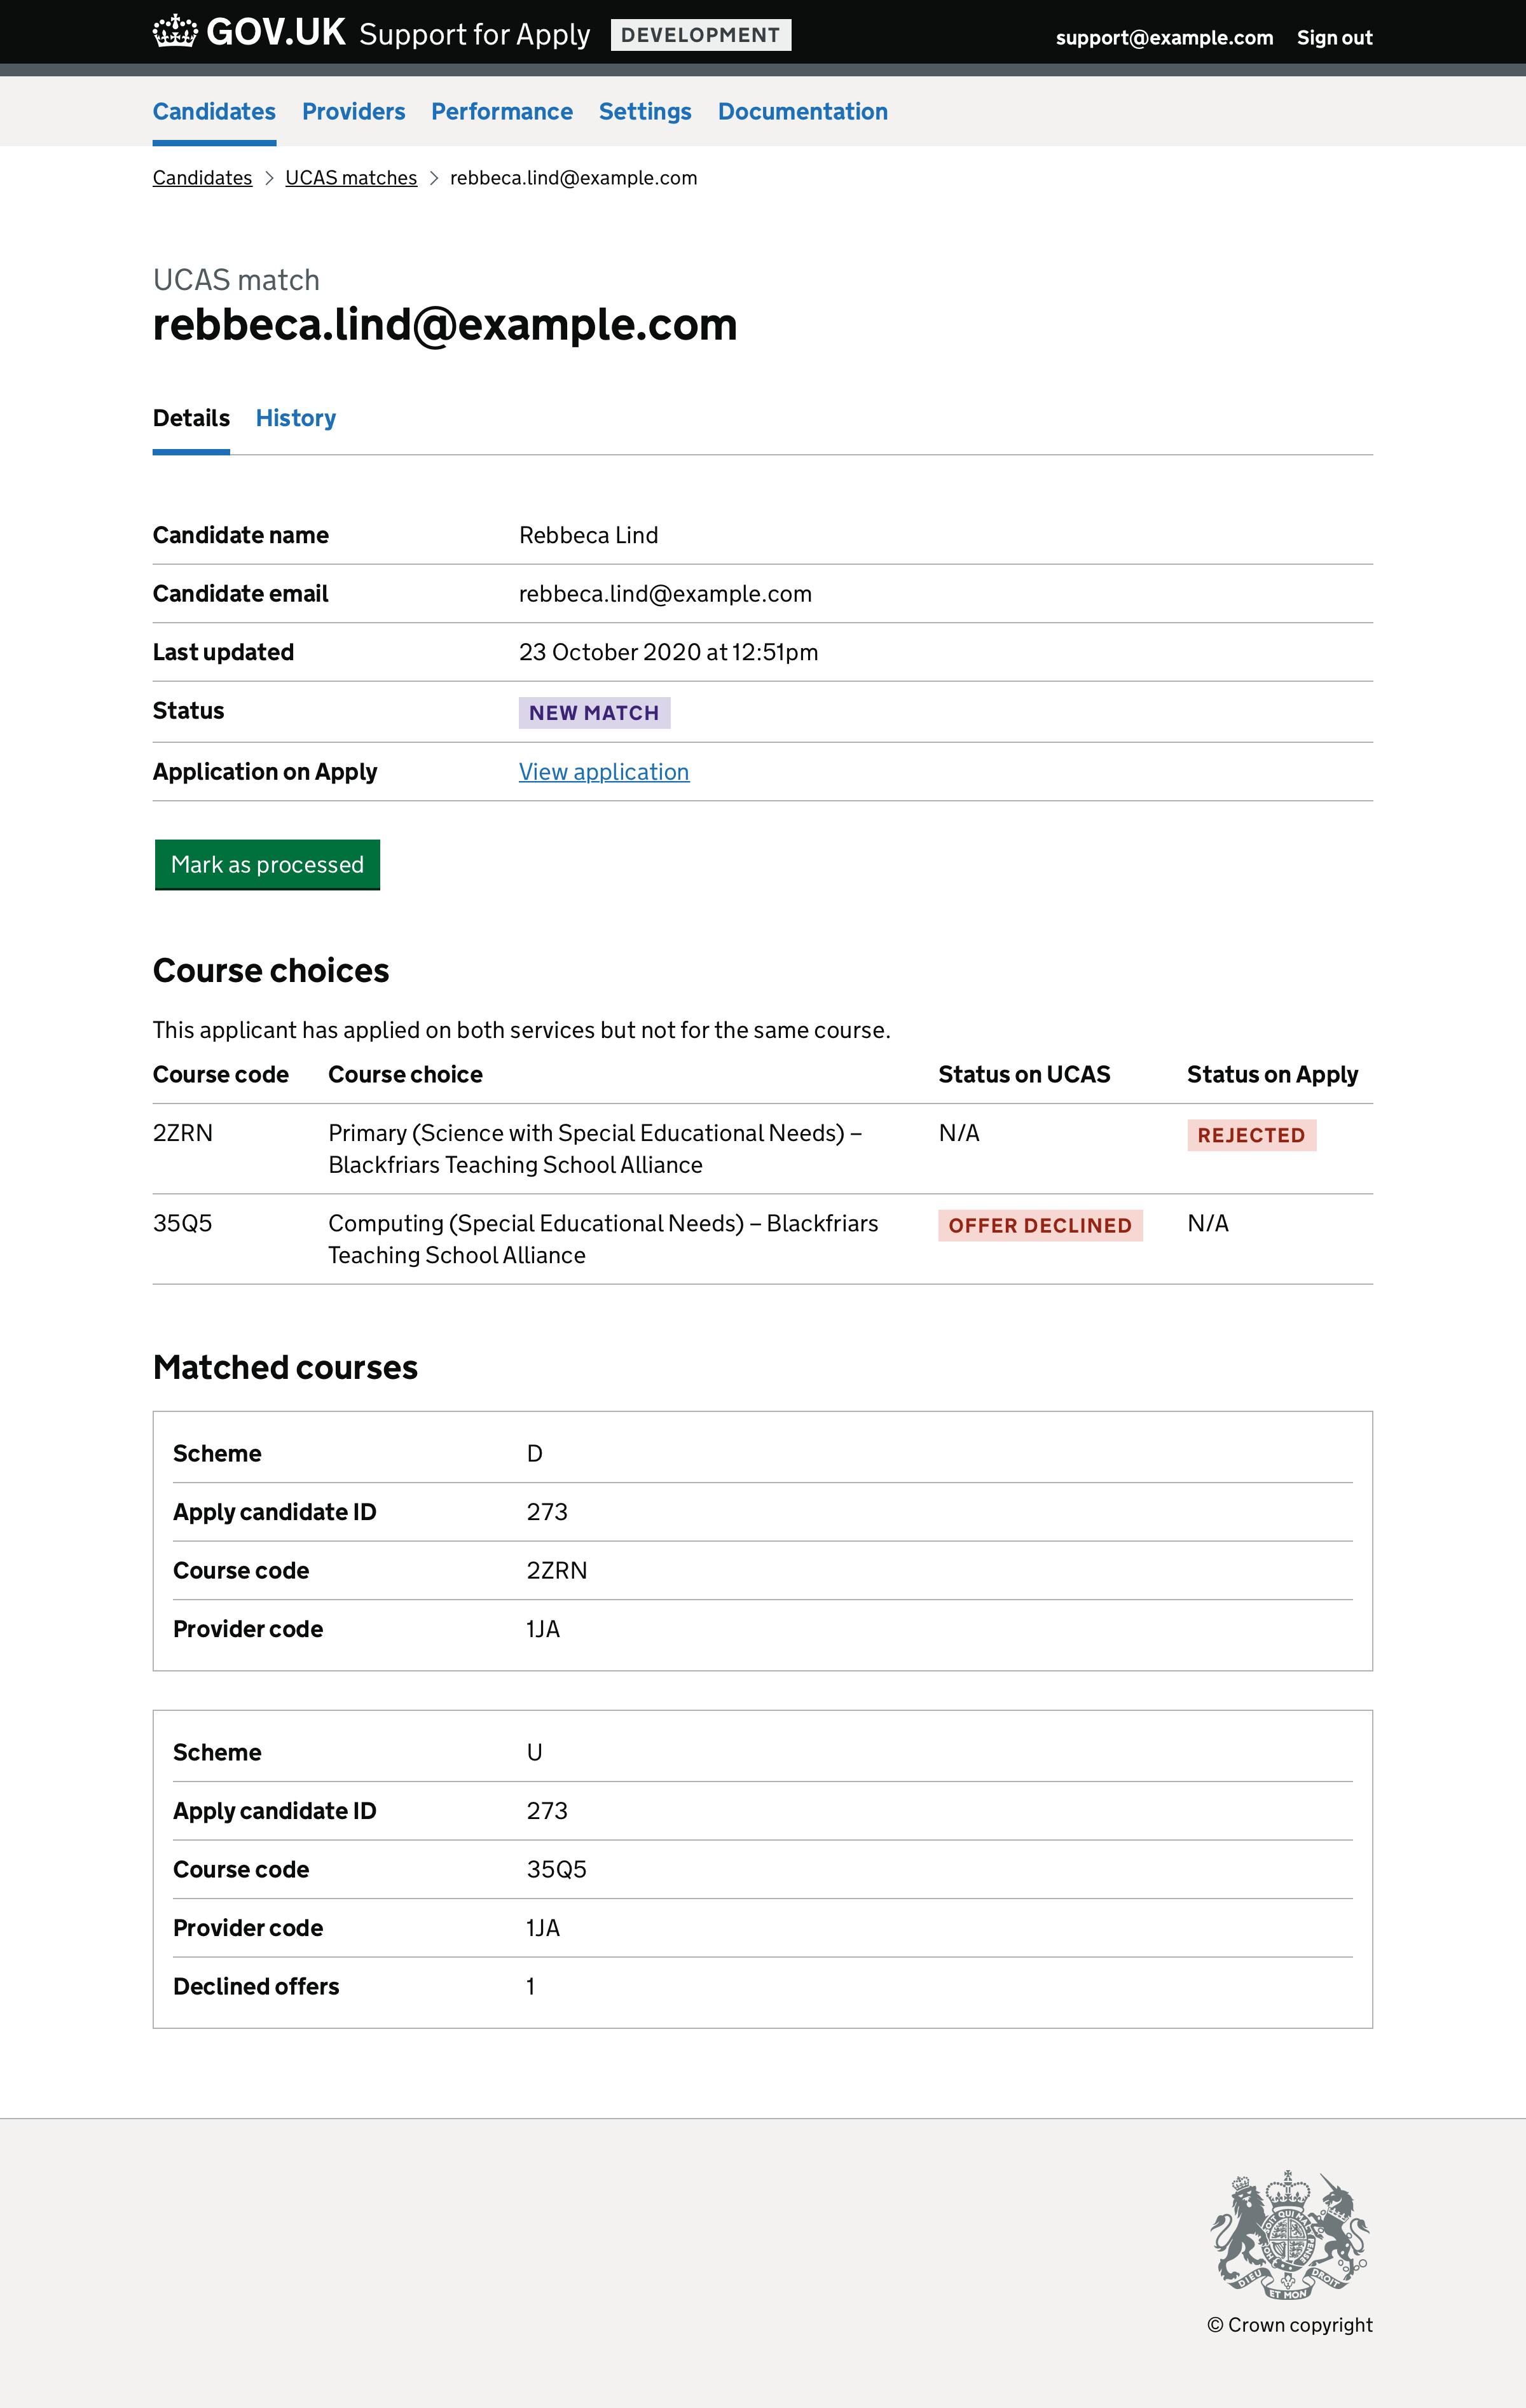 GOV.UK Support for Apply DEVELOPMENT support@example.com Sign out
Candidates Providers Performance Settings Documentation
Candidates UCAS matches rebbeca.lind@example.com
UCAS match
rebbeca.lind@example.com
Details History
Candidate name Rebbeca Lind
Candidate email rebbeca.lind@example.com
Last updated 23 October 2020 at 12:51pm
Status NEW MATCH
Application on Apply View application
Mark as processed
Course choices
This applicant has applied on both services but not for the same course.
Course code Course choice Status on UCAS Status on Apply
2ZRN Primary (Science with Special Educational Needs) – N/A REJECTED
Blackfriars Teaching School Alliance
35Q5 Computing (Special Educational Needs) – Blackfriars OFFER DECLINED N/A
Teaching School Alliance
Matched courses
Scheme D
Apply candidate ID 273
Course code 2ZRN
Provider code 1JA
Scheme U
Apply candidate ID 273
Course code 35Q5
Provider code 1JA
Declined offers 1
DIEU ET MON DROIT
© Crown copyright